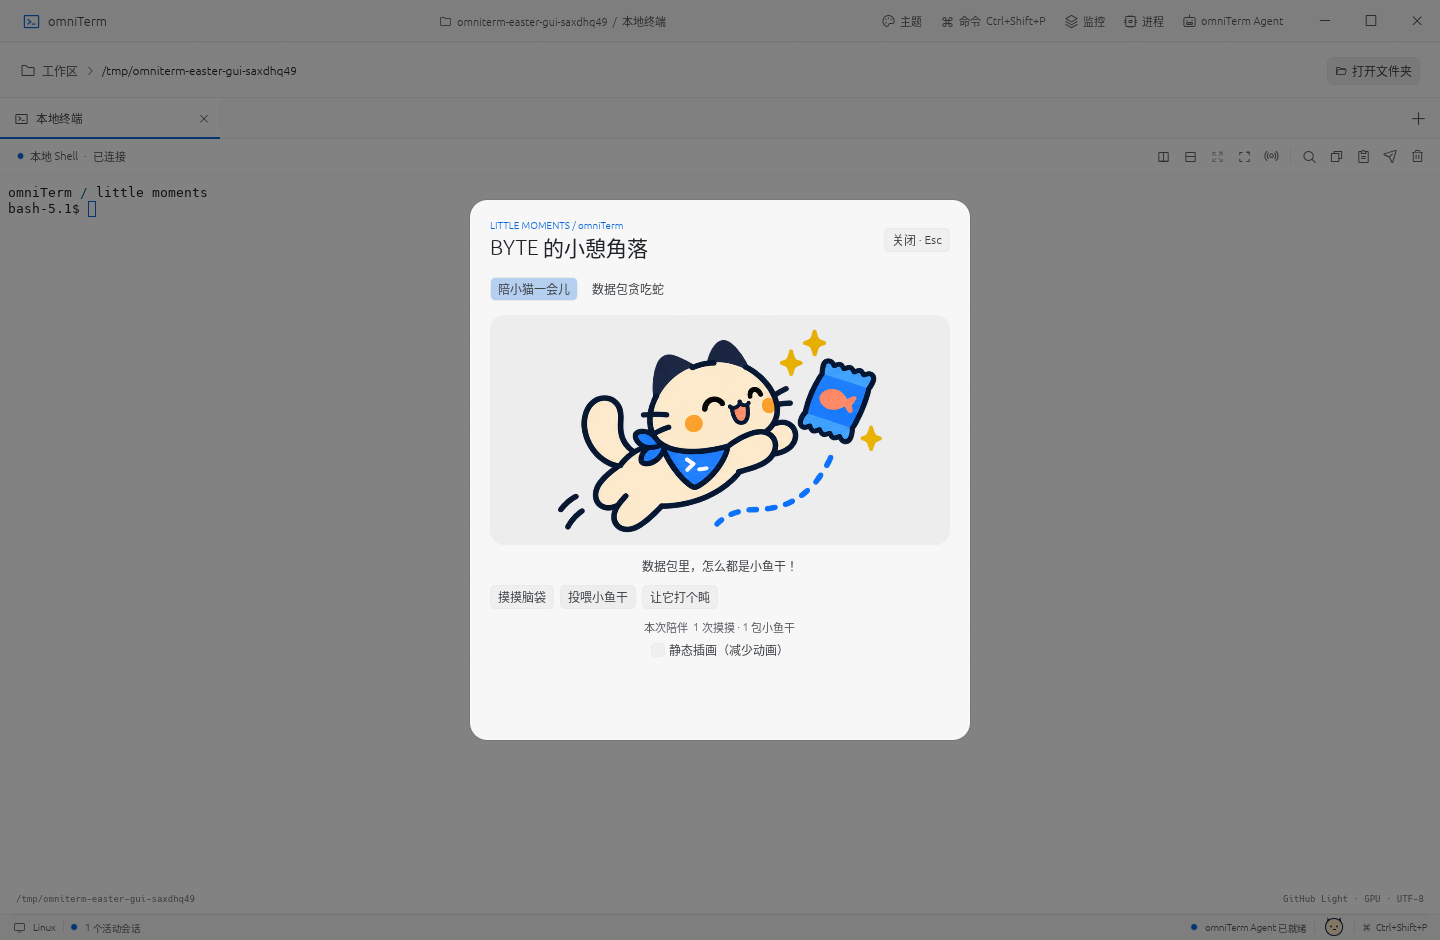 omniTerm
omniterm-easter-gui-saxdhq49 / 本地终端
主题
命令 Ctrl+Shift+P
监控
进程
omniTerm Agent
工作区
/tmp/omniterm-easter-gui-saxdhq49
打开文件夹
本地终端
本地 Shell · 已连接
omniTerm / little moments
bash-5.1$
LITTLE MOMENTS / omniTerm
BYTE 的小憩角落
关闭 · Esc
陪小猫一会儿
数据包贪吃蛇
数据包里，怎么都是小鱼干！
摸摸脑袋
投喂小鱼干
让它打个盹
本次陪伴 1 次摸摸 · 1 包小鱼干
静态插画（减少动画）
/tmp/omniterm-easter-gui-saxdhq49
GitHub Light · GPU · UTF-8
Linux
1 个活动会话
omniTerm Agent 已就绪
Ctrl+Shift+P